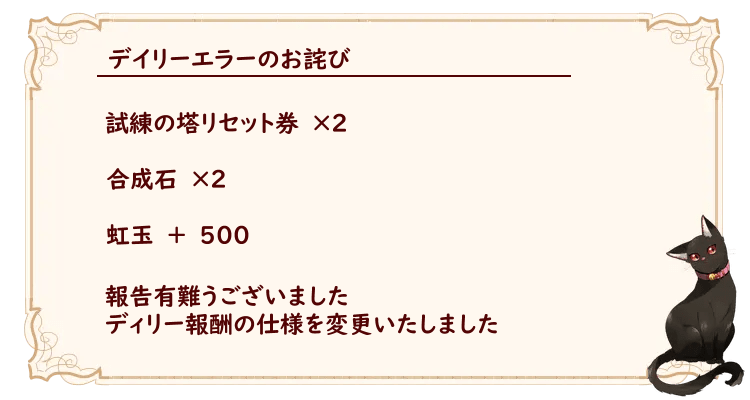 デイリーエラーのお詫び
試練の塔リセット券 ×2
合成石 ×2
虹玉 ＋ 500
報告有難うございました
ディリー報酬の仕様を変更いたしました